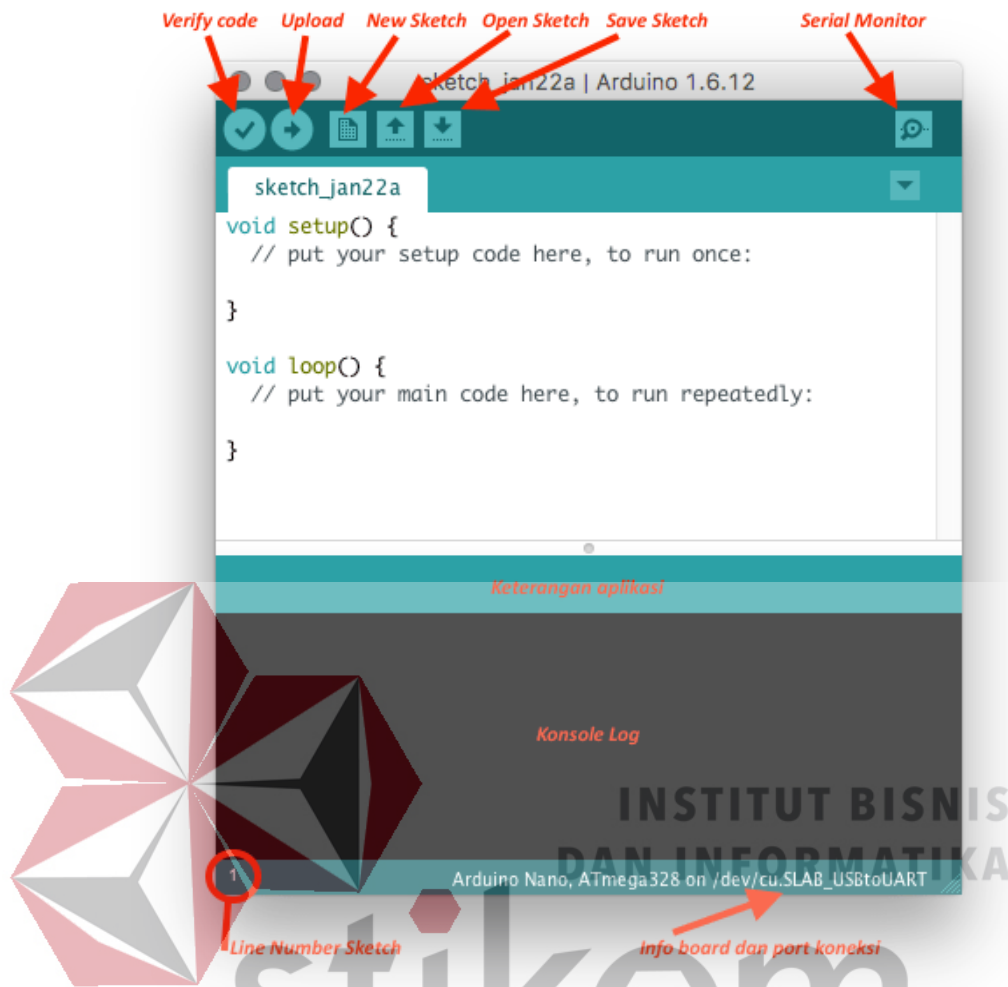 Verify code Upload New Sketch Open Sketch Save Sketch Serial Monitor
sketch_jan22a | Arduino 1.6.12
sketch_jan22a
void setup() {
// put your setup code here, to run once:
}
void loop() {
// put your main code here, to run repeatedly:
}
Keterangan aplikasi
Konsole Log
INSTITUT BISNIS
DAN INFORMATIKA
1
Arduino Nano, ATmega328 on /dev/cu.SLAB_USBtoUART
Line Number Sketch
Info board dan port koneksi
stikom